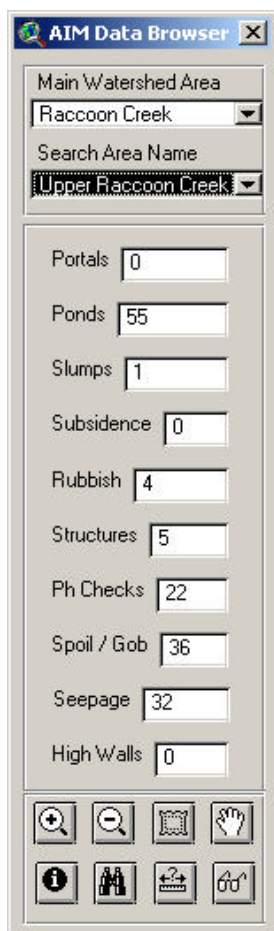 AIM Data Browser
Main Watershed Area
Raccoon Creek
Search Area Name
Upper Raccoon Creek
Portals 0
Ponds 55
Slumps 1
Subsidence 0
Rubbish 4
Structures 5
Ph Checks 22
Spoil / Gob 36
Seepage 32
High Walls 0